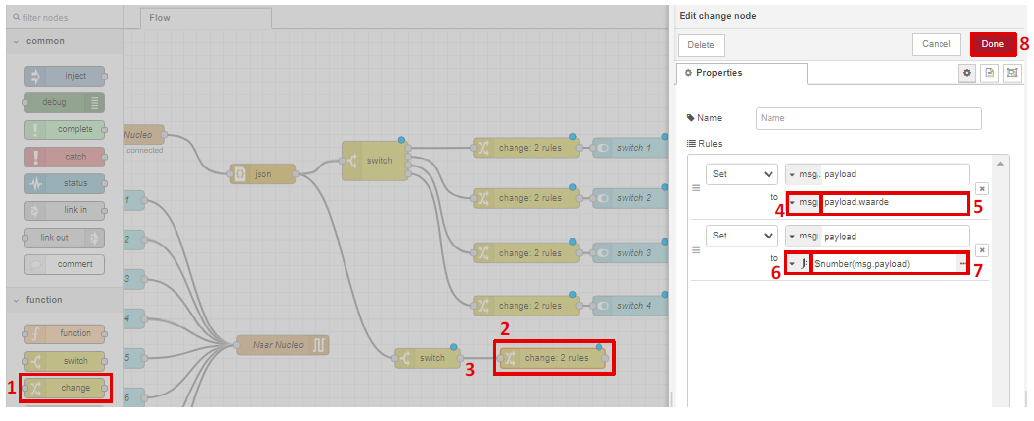 filter nodes
common
inject
debug
complete
catch
status
link in
link out
comment
function
function
switch
1
change
Flow
Nucleo
connected
1
2
3
4
5
6
json
switch
change: 2 rules
switch 1
change: 2 rules
switch 2
change: 2 rules
switch 3
change: 2 rules
switch 4
Naar Nucleo
switch
3
2
change: 2 rules
Edit change node
Delete
Cancel
Done
8
Properties
Name
Name
Rules
Set
msg.
payload
to
4
msg
payload.waarde
5
Set
msg
payload
to
6
J:
$number(msg.payload)
7